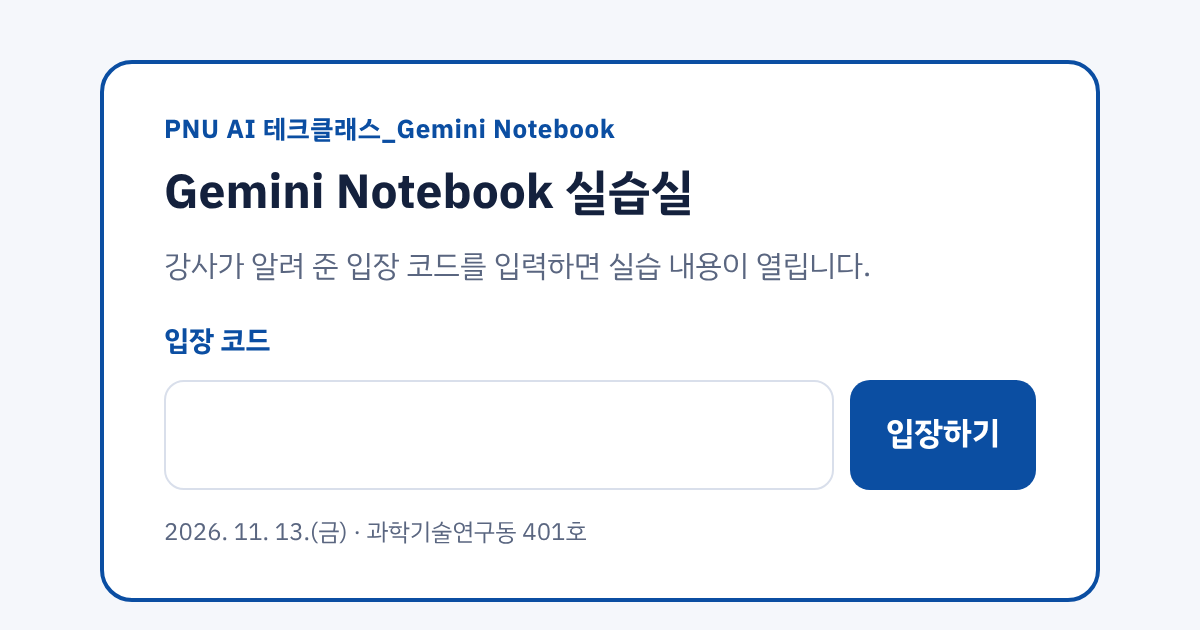 PNU AI 테크클래스_Gemini Notebook
Gemini Notebook 실습실
강사가 알려 준 입장 코드를 입력하면 실습 내용이 열립니다.
입장 코드
입장하기
2026. 11. 13.(금) · 과학기술연구동 401호